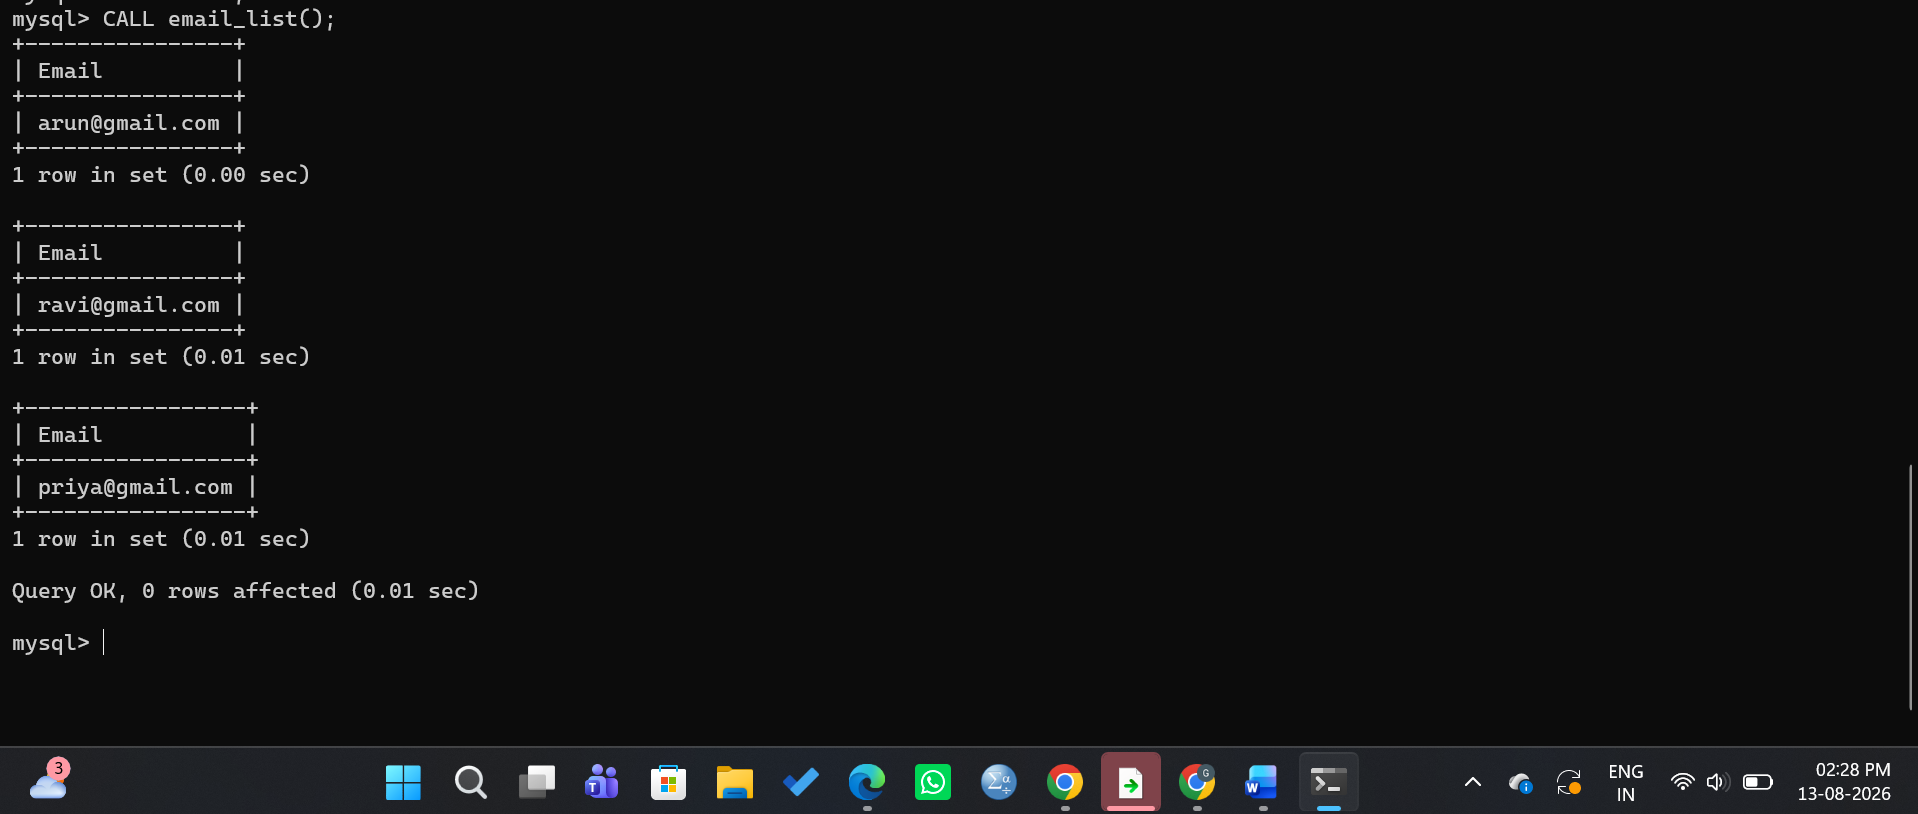 mysql> CALL email_list();
+----------------+
| Email          |
+----------------+
| arun@gmail.com |
+----------------+
1 row in set (0.00 sec)

+----------------+
| Email          |
+----------------+
| ravi@gmail.com |
+----------------+
1 row in set (0.01 sec)

+-----------------+
| Email           |
+-----------------+
| priya@gmail.com |
+-----------------+
1 row in set (0.01 sec)

Query OK, 0 rows affected (0.01 sec)

mysql>
3
ENG
IN
02:28 PM
13-08-2026